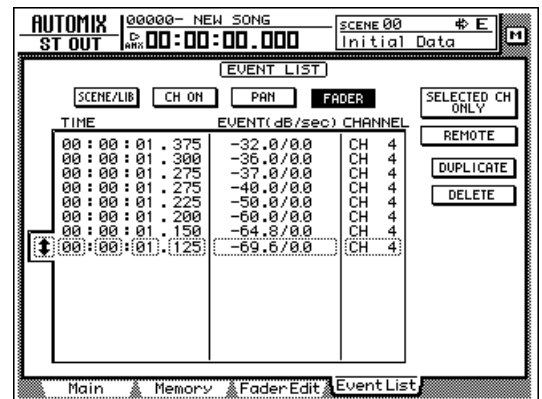 AUTOMIX 00000- NEW SONG SCENE 00 E
ST OUT AMX 00:00:00.000 Initial Data M
EVENT LIST
SCENE/LIB CH ON PAN FADER SELECTED CH ONLY
TIME EVENT( dB/sec) CHANNEL
REMOTE
DUPLICATE
DELETE
00:00:01.375 -32.0/0.0 CH 4
00:00:01.300 -36.0/0.0 CH 4
00:00:01.275 -37.0/0.0 CH 4
00:00:01.275 -40.0/0.0 CH 4
00:00:01.225 -50.0/0.0 CH 4
00:00:01.200 -60.0/0.0 CH 4
00:00:01.150 -64.8/0.0 CH 4
00:00:01.125 -69.6/0.0 CH 4
Main Memory FaderEdit EventList